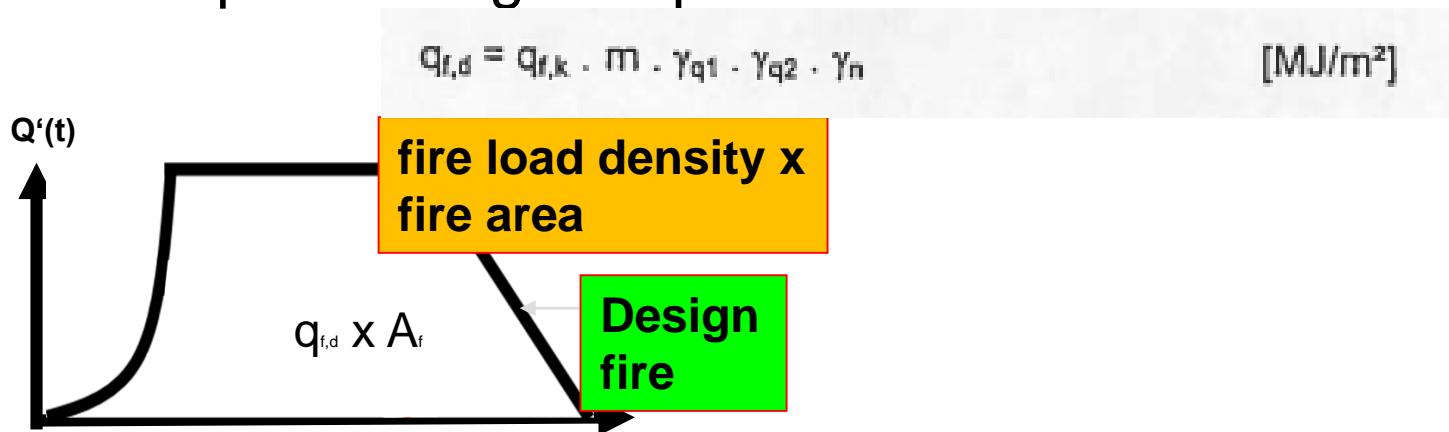 q_f,d = q_f,k . m . γ_q1 . γ_q2 . γ_n [MJ/m²]
Q‘(t)
fire load density x
fire area
q_f,d x A_f
Design
fire